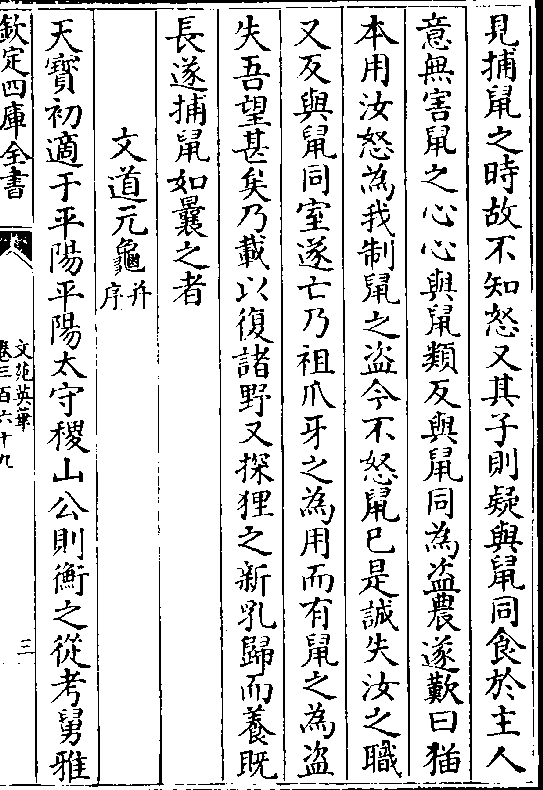 見捕鼠之時故不知怒又其子則疑與鼠同食於主人
意無害鼠之心心與鼠類反與鼠同為盗農遂歎曰猫
本用汝怒為我制鼠之盗今不怒鼠已是誠失汝之職
又反與鼠同室遂亡乃祖爪牙之為用而有鼠之為盗
失吾望甚矣乃載以復諸野又探狸之新乳歸而養既
長遂捕鼠如曩之者
文道元龜并序
天寶初適于平陽平陽太守稷山公則衡之從考舅雅
欽定四庫全書
文苑英華
卷三百六十九
三